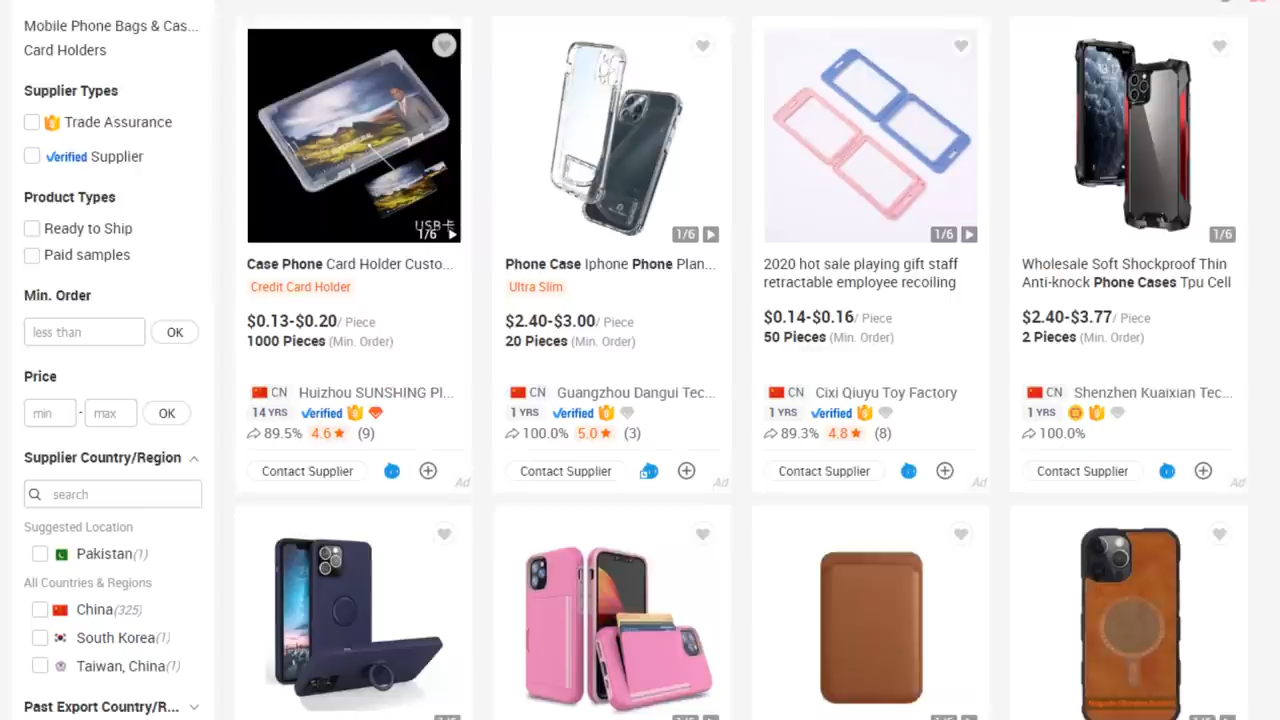 Mobile Phone Bags & Cas...
Card Holders
Supplier Types
Trade Assurance
Verified Supplier
Product Types
Ready to Ship
Paid samples
Min. Order
less than OK
Price
min - max OK
Supplier Country/Region
search
Suggested Location
Pakistan(1)
All Countries & Regions
China(325)
South Korea(1)
Taiwan, China(1)
Past Export Country/R...
USB卡
1/6
Case Phone Card Holder Custo...
Credit Card Holder
$0.13-$0.20/ Piece
1000 Pieces (Min. Order)
CN Huizhou SUNSHING Pl...
14 YRS Verified
89.5% 4.6★ (9)
Contact Supplier
Ad
1/6
Phone Case Iphone Phone Plan...
Ultra Slim
$2.40-$3.00/ Piece
20 Pieces (Min. Order)
CN Guangzhou Dangui Tec...
1 YRS Verified
100.0% 5.0★ (3)
Contact Supplier
Ad
1/6
2020 hot sale playing gift staff
retractable employee recoiling
$0.14-$0.16/ Piece
50 Pieces (Min. Order)
CN Cixi Qiuyu Toy Factory
1 YRS Verified
89.3% 4.8★ (8)
Contact Supplier
Ad
1/6
Wholesale Soft Shockproof Thin
Anti-knock Phone Cases Tpu Cell
$2.40-$3.77/ Piece
2 Pieces (Min. Order)
CN Shenzhen Kuaixian Tec...
1 YRS
100.0%
Contact Supplier
Ad